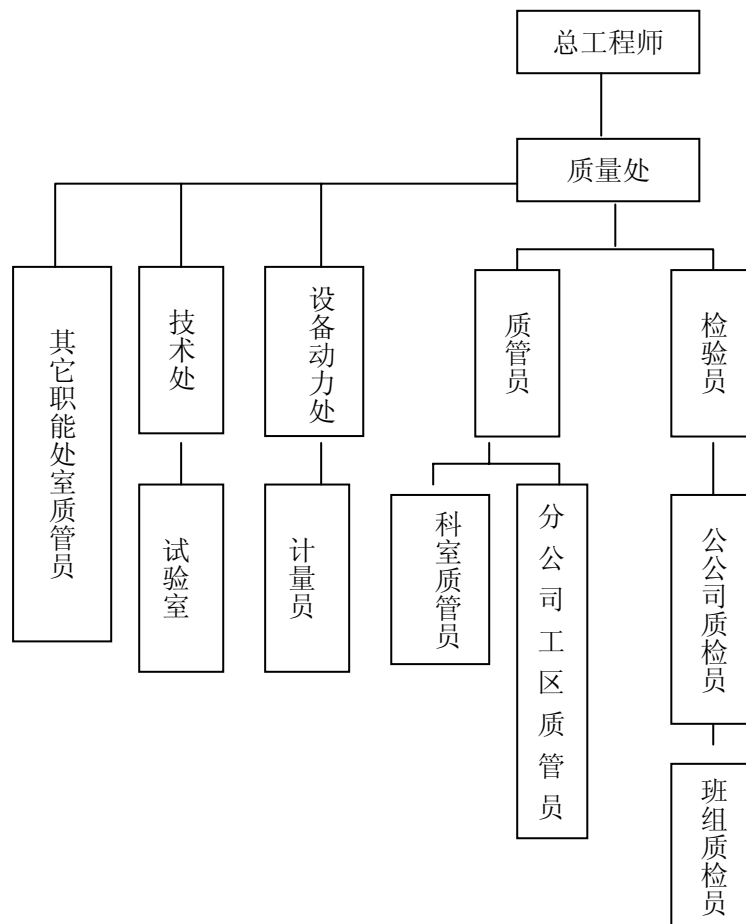 总工程师
质量处
其它职能处室质管员
技术处
设备动力处
质管员
检验员
试验室
计量员
科室质管员
分公司工区质管员
公公司质检员
班组质检员